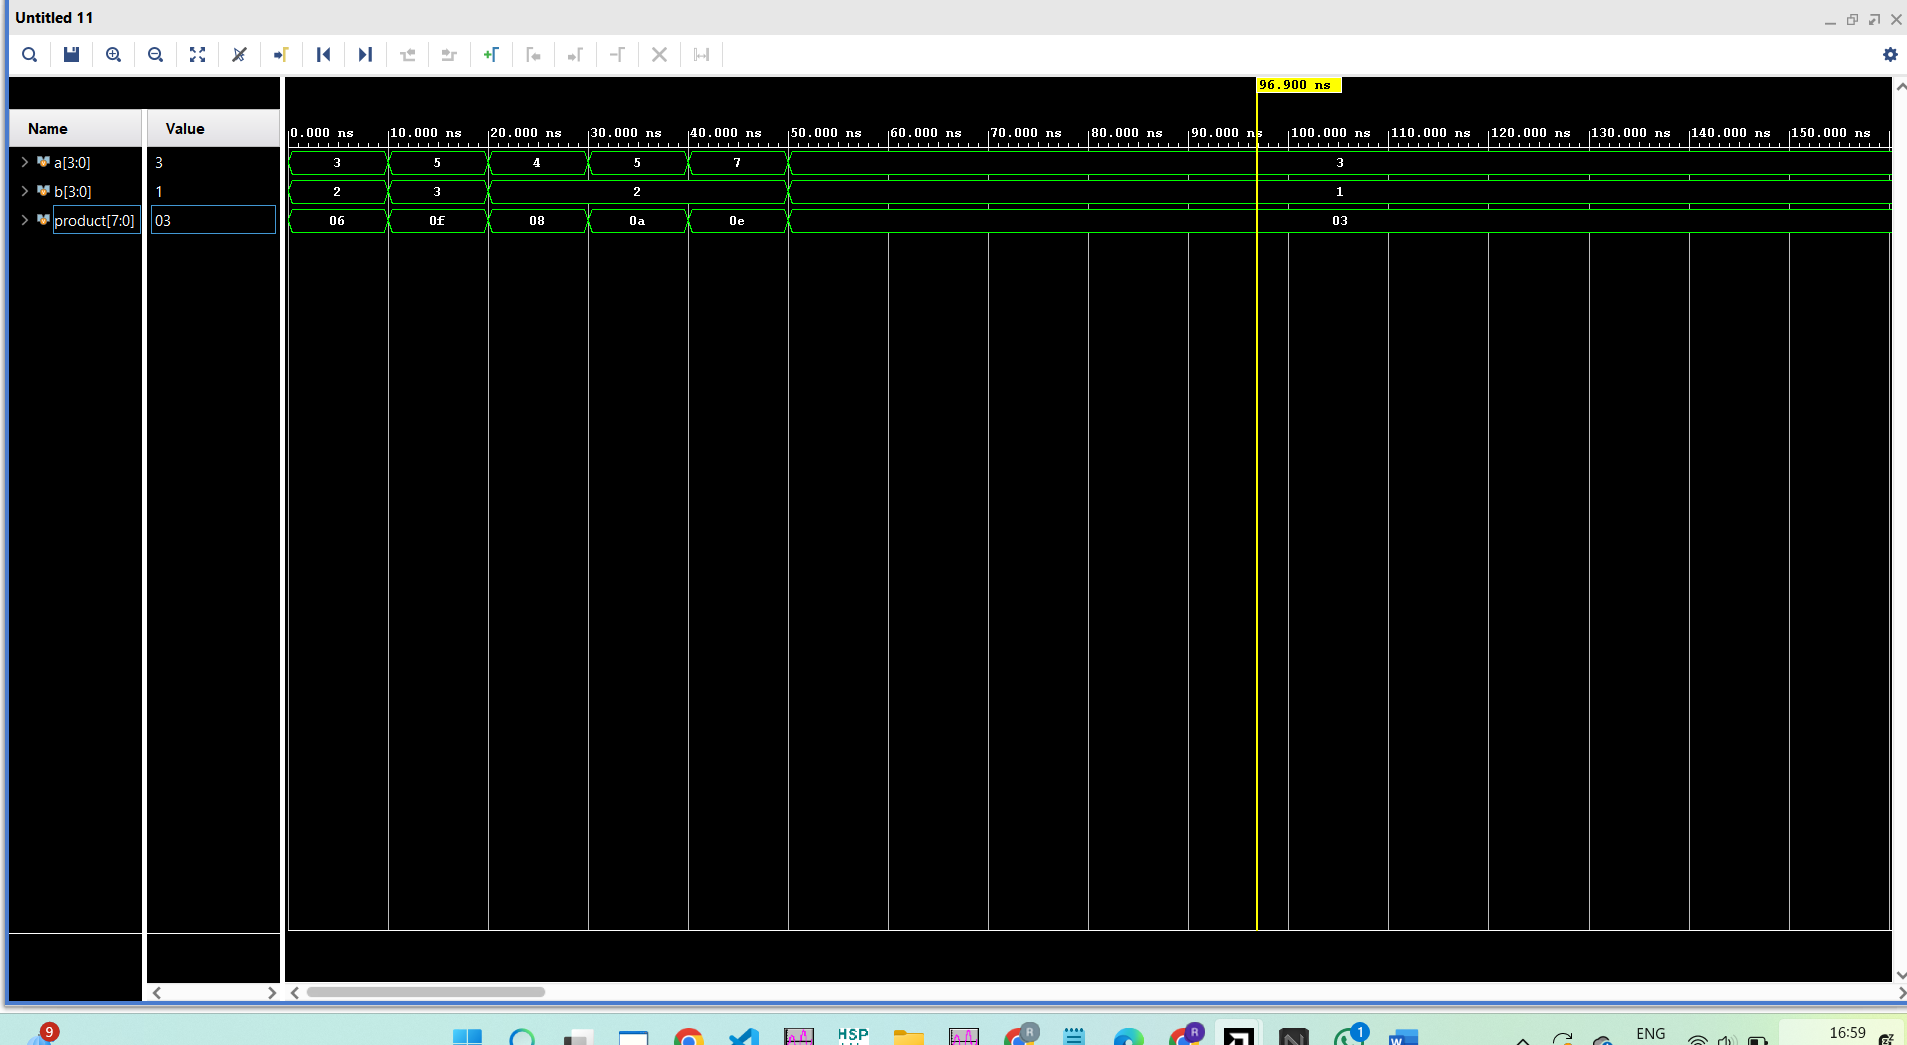 Untitled 11
96.900 ns
Name Value
0.000 ns 10.000 ns 20.000 ns 30.000 ns 40.000 ns 50.000 ns 60.000 ns 70.000 ns 80.000 ns 90.000 ns 100.000 ns 110.000 ns 120.000 ns 130.000 ns 140.000 ns 150.000 ns
a[3:0] 3 3 5 4 5 7 3
b[3:0] 1 2 3 2 1
product[7:0] 03 06 0f 08 0a 0e 03
9 HSP R R N 1 W ENG 16:59